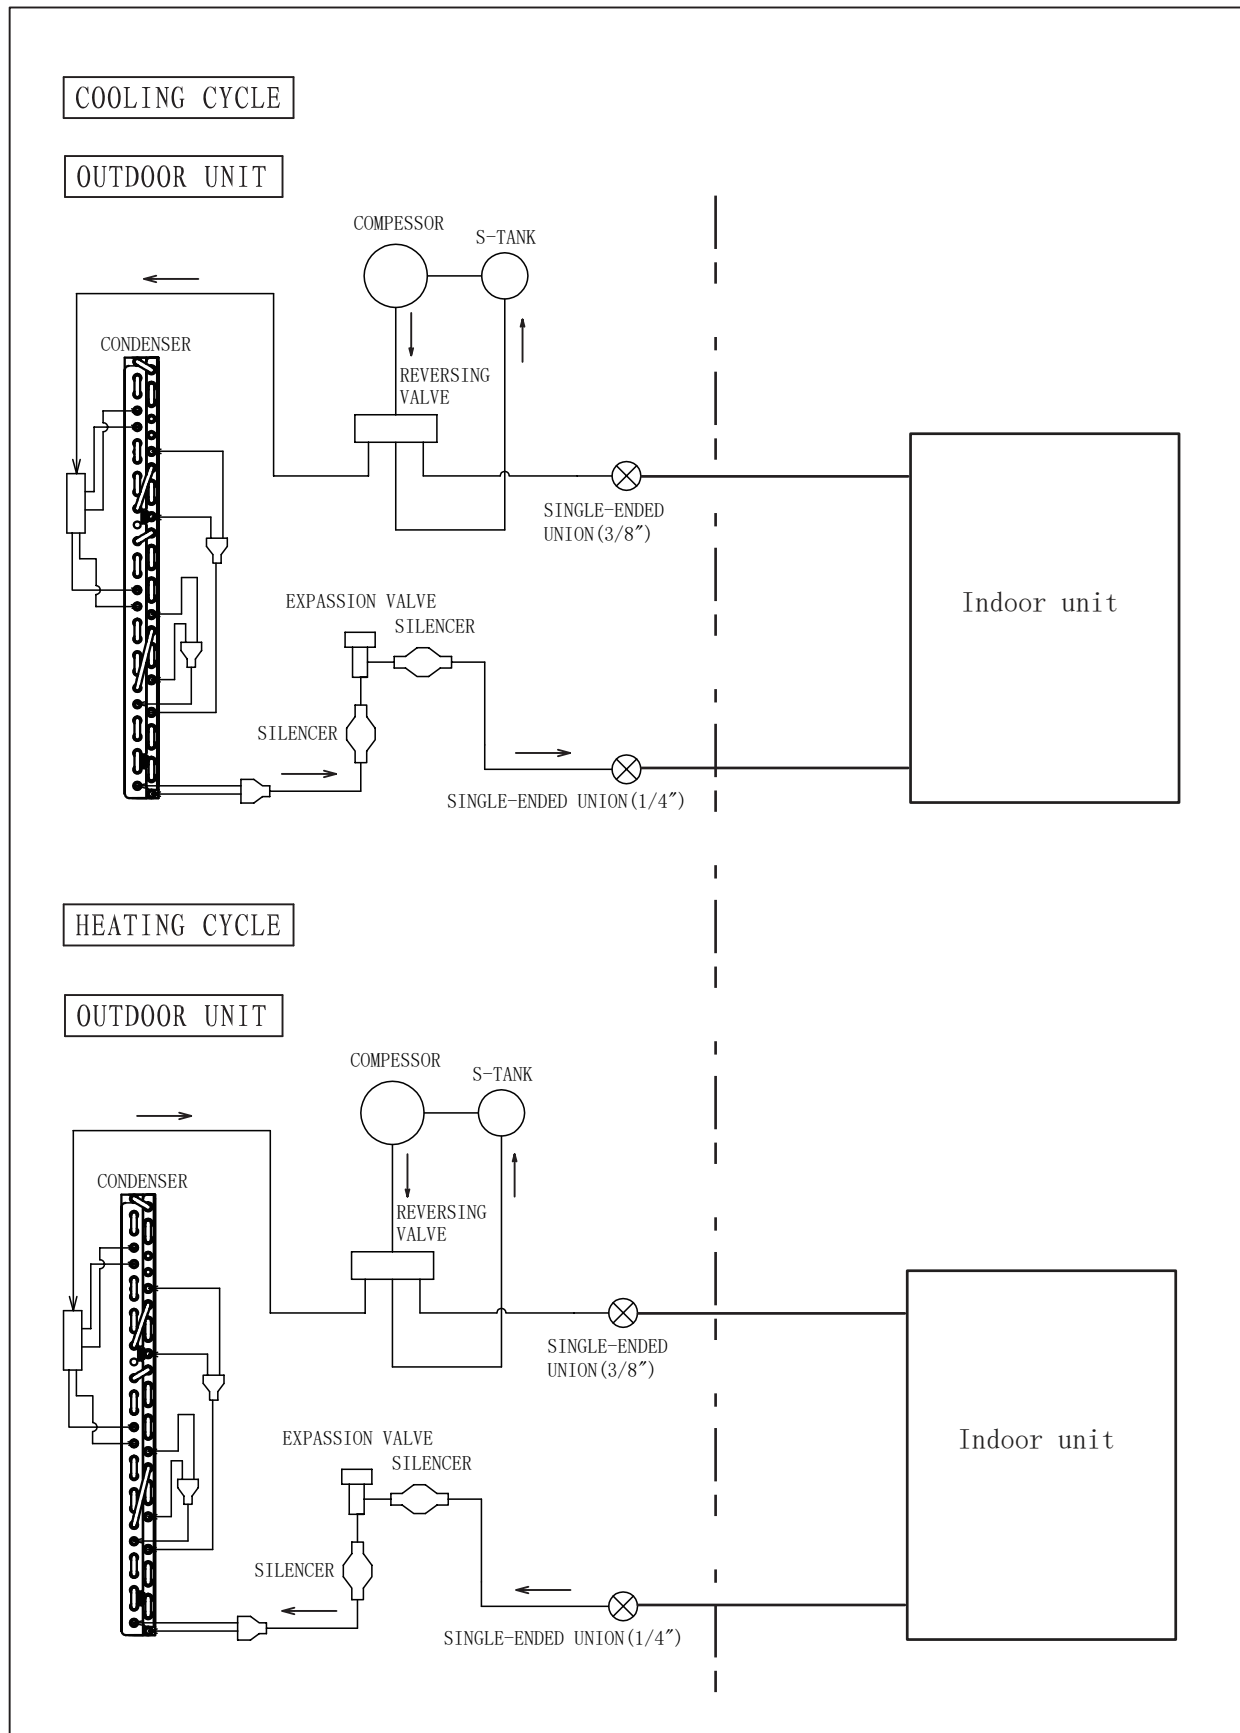 COOLING CYCLE
OUTDOOR UNIT
COMPESSOR
S-TANK
CONDENSER
REVERSING
VALVE
SINGLE-ENDED
UNION(3/8″)
Indoor unit
EXPASSION VALVE
SILENCER
SILENCER
SINGLE-ENDED UNION(1/4″)
HEATING CYCLE
OUTDOOR UNIT
COMPESSOR
S-TANK
CONDENSER
REVERSING
VALVE
SINGLE-ENDED
UNION(3/8″)
Indoor unit
EXPASSION VALVE
SILENCER
SILENCER
SINGLE-ENDED UNION(1/4″)